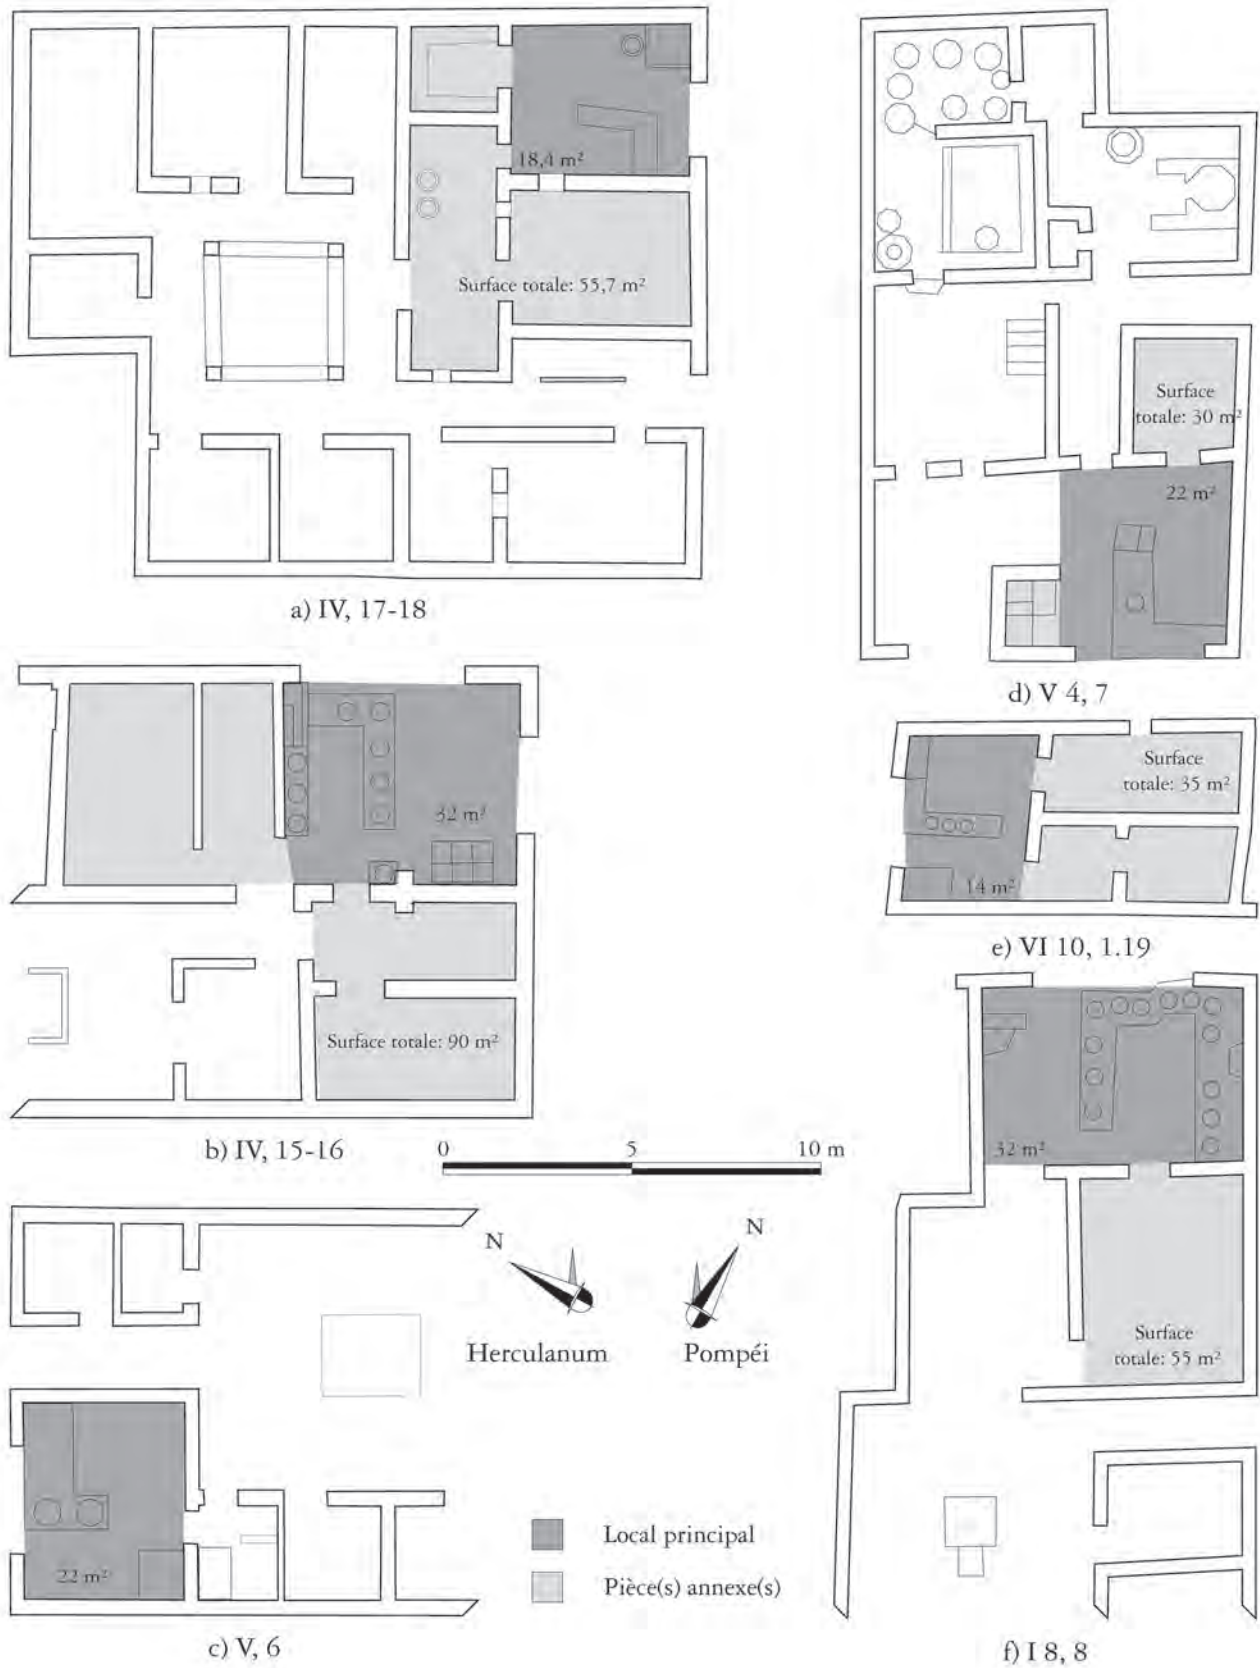 18,4 m²
Surface totale: 55,7 m²
a) IV, 17-18
Surface
totale: 30 m²
22 m²
d) V 4, 7
32 m²
Surface totale: 90 m²
b) IV, 15-16
Surface
totale: 35 m²
14 m²
e) VI 10, 1.19
0 5 10 m
N
Herculanum
N
Pompéi
32 m²
Surface
totale: 55 m²
f) I 8, 8
22 m²
c) V, 6
Local principal
Pièce(s) annexe(s)